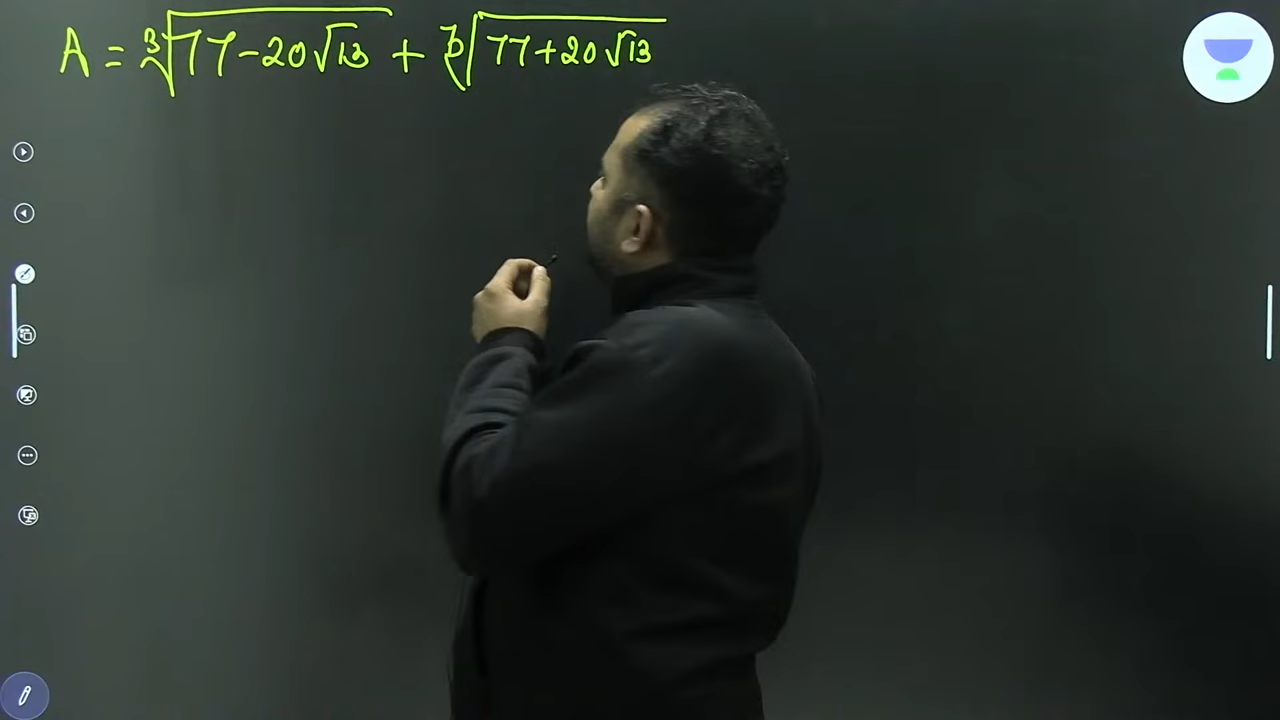 A = ∛(77-20√13) + ∛(77+20√13)